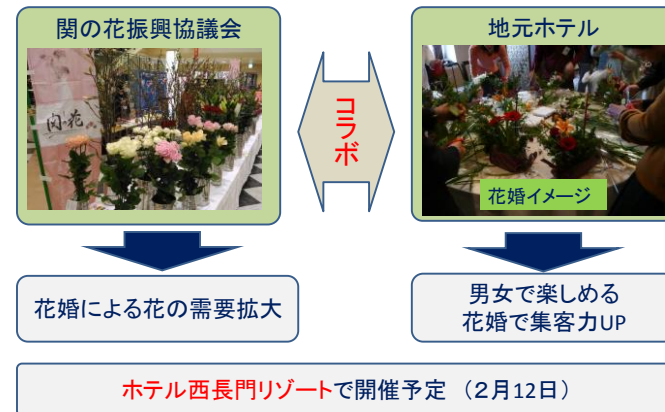 関の花振興協議会
地元ホテル
関の花
コラボ
花婚イメージ
花婚による花の需要拡大
男女で楽しめる
花婚で集客力UP
ホテル西長門リゾートで開催予定 （２月12日）